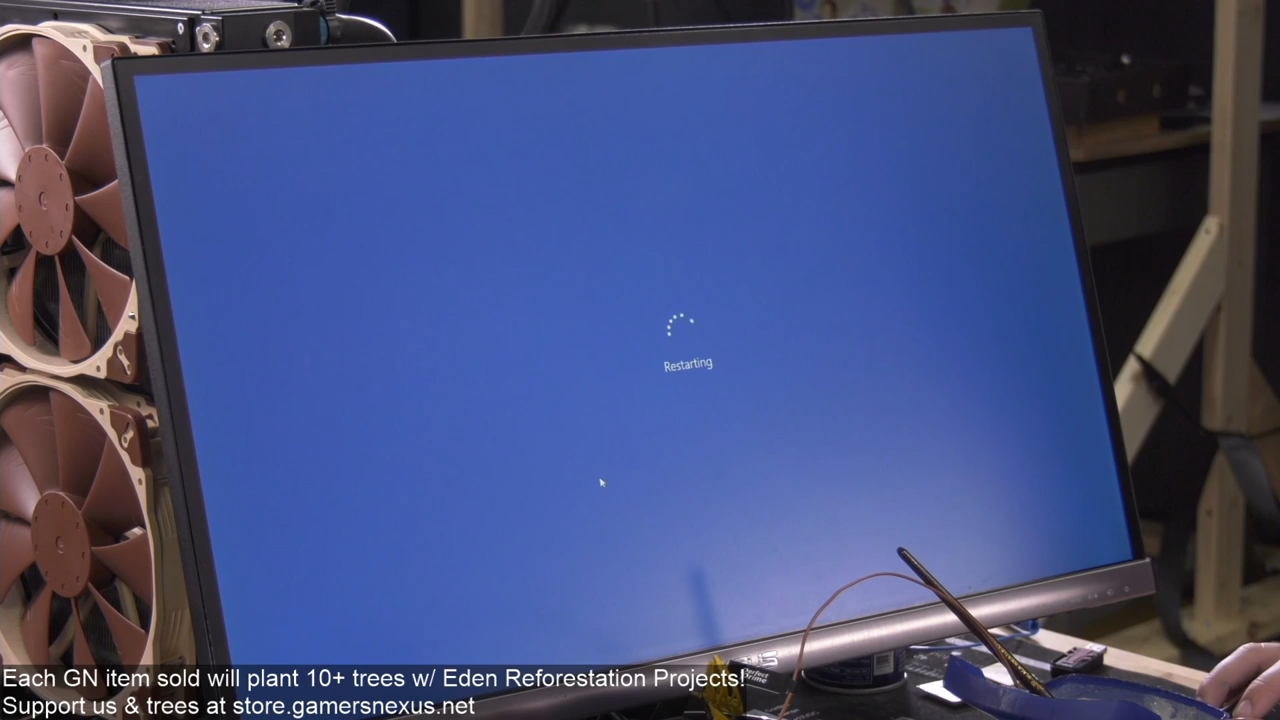 Restarting
Each GN item sold will plant 10+ trees w/ Eden Reforestation Projects!
Support us & trees at store.gamersnexus.net